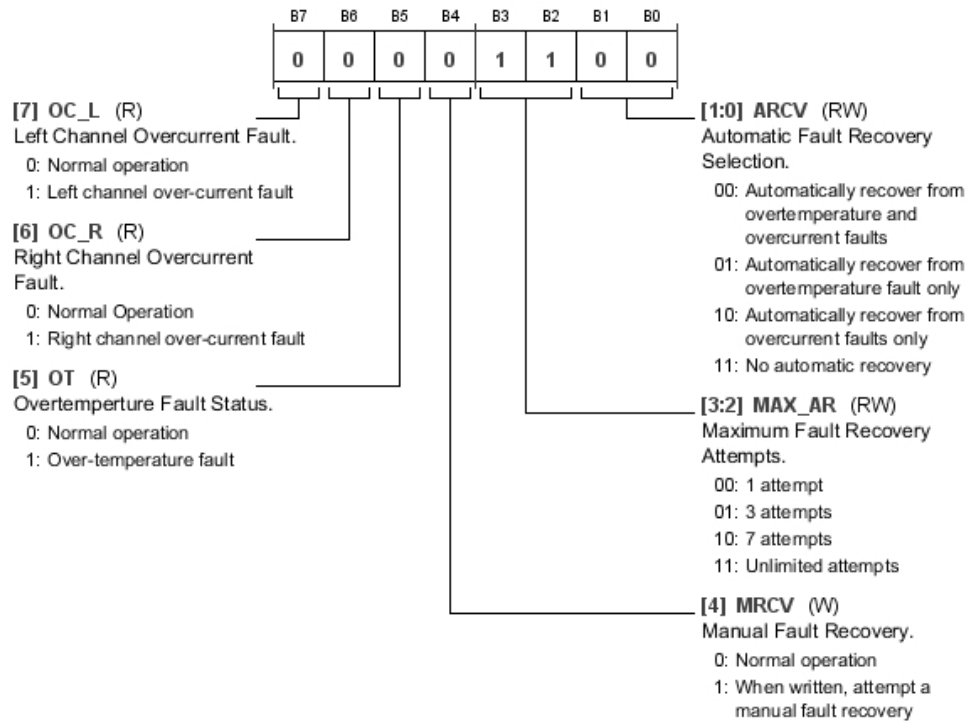 B7 B6 B5 B4 B3 B2 B1 B0
0 0 0 0 1 1 0 0
[7] OC_L (R)
Left Channel Overcurrent Fault.
0: Normal operation
1: Left channel over-current fault
[6] OC_R (R)
Right Channel Overcurrent
Fault.
0: Normal Operation
1: Right channel over-current fault
[5] OT (R)
Overtemperture Fault Status.
0: Normal operation
1: Over-temperature fault
[1:0] ARCV (RW)
Automatic Fault Recovery
Selection.
00: Automatically recover from
overtemperature and
overcurrent faults
01: Automatically recover from
overtemperature fault only
10: Automatically recover from
overcurrent faults only
11: No automatic recovery
[3:2] MAX_AR (RW)
Maximum Fault Recovery
Attempts.
00: 1 attempt
01: 3 attempts
10: 7 attempts
11: Unlimited attempts
[4] MRCV (W)
Manual Fault Recovery.
0: Normal operation
1: When written, attempt a
manual fault recovery